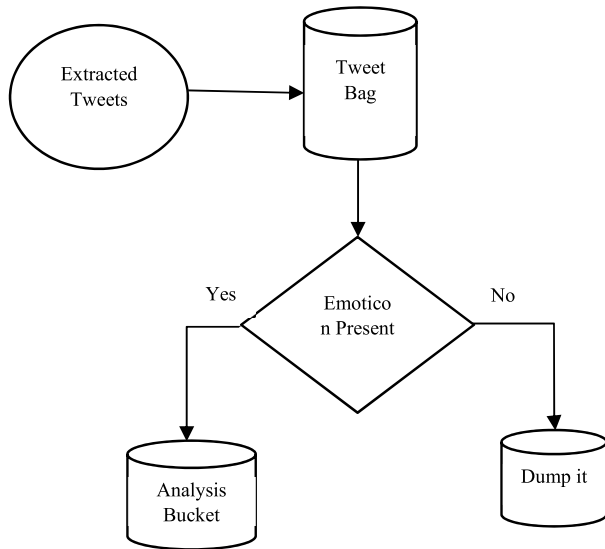 Extracted
Tweets
Tweet
Bag
Yes
Emotico
n Present
No
Analysis
Bucket
Dump it